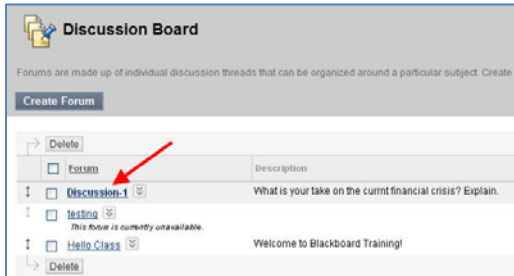 Discussion Board
Forums are made up of individual discussion threads that can be organized around a particular subject. Create
Create Forum
Delete
Forum Description
Discussion-1 What is your take on the currnt financial crisis? Explain.
testing
This forum is currently unavailable.
Hello Class Welcome to Blackboard Training!
Delete